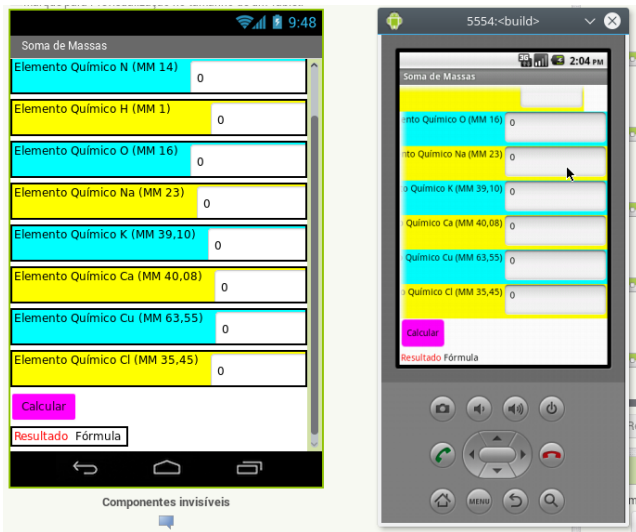 9:48
Soma de Massas
Elemento Químico N (MM 14) 0
Elemento Químico H (MM 1) 0
Elemento Químico O (MM 16) 0
Elemento Químico Na (MM 23) 0
Elemento Químico K (MM 39,10) 0
Elemento Químico Ca (MM 40,08) 0
Elemento Químico Cu (MM 63,55) 0
Elemento Químico Cl (MM 35,45) 0
Calcular
Resultado Fórmula
Componentes invisíveis
5554:<build>
3G 2:04 PM
Soma de Massas
ento Químico O (MM 16) 0
nto Químico Na (MM 23) 0
o Químico K (MM 39,10) 0
Químico Ca (MM 40,08) 0
Químico Cu (MM 63,55) 0
o Químico Cl (MM 35,45) 0
Calcular
Resultado Fórmula
MENU